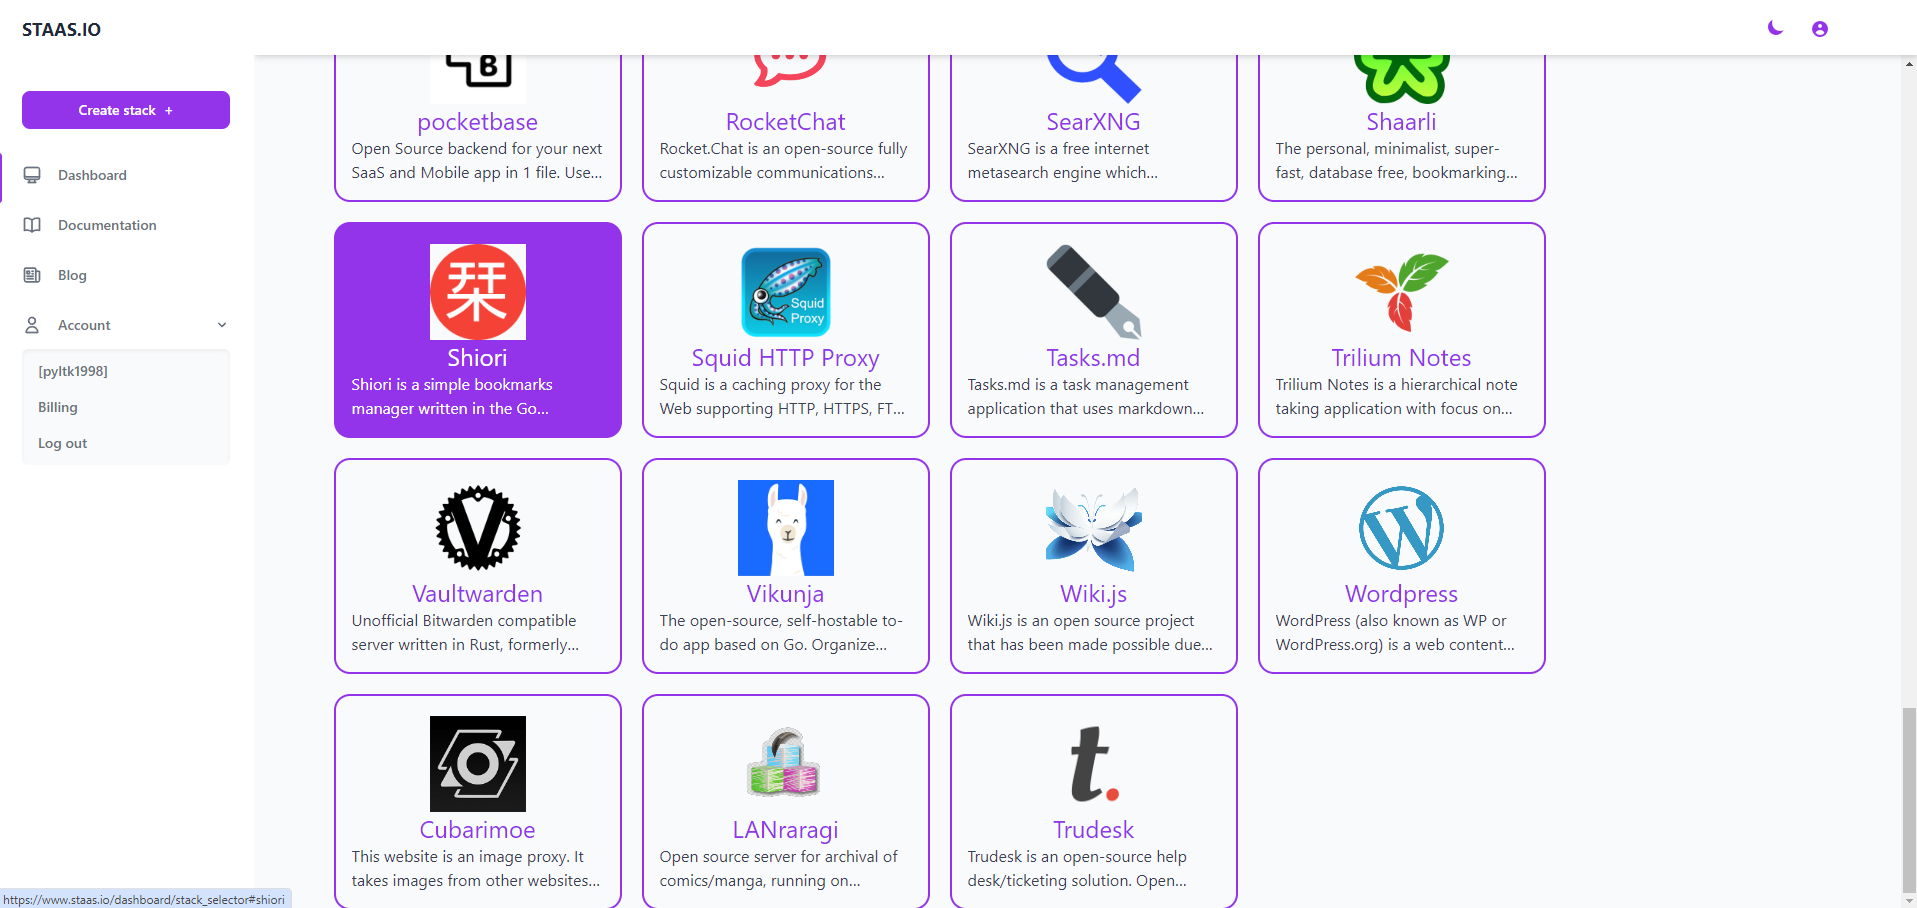 STAAS.IO
Create stack +
Dashboard
Documentation
Blog
Account
[pyltk1998]
Billing
Log out
B
pocketbase
Open Source backend for your next
SaaS and Mobile app in 1 file. Use...
RocketChat
Rocket.Chat is an open-source fully
customizable communications...
SearXNG
SearXNG is a free internet
metasearch engine which...
Shaarli
The personal, minimalist, super-
fast, database free, bookmarking...
栞
Shiori
Shiori is a simple bookmarks
manager written in the Go...
Squid
Proxy
Squid HTTP Proxy
Squid is a caching proxy for the
Web supporting HTTP, HTTPS, FT...
Tasks.md
Tasks.md is a task management
application that uses markdown...
Trilium Notes
Trilium Notes is a hierarchical note
taking application with focus on...
V
Vaultwarden
Unofficial Bitwarden compatible
server written in Rust, formerly...
Vikunja
The open-source, self-hostable to-
do app based on Go. Organize...
Wiki.js
Wiki.js is an open source project
that has been made possible due...
W
Wordpress
WordPress (also known as WP or
WordPress.org) is a web content...
Cubarimoe
This website is an image proxy. It
takes images from other websites...
LANraragi
Open source server for archival of
comics/manga, running on...
t.
Trudesk
Trudesk is an open-source help
desk/ticketing solution. Open...
https://www.staas.io/dashboard/stack_selector#shiori